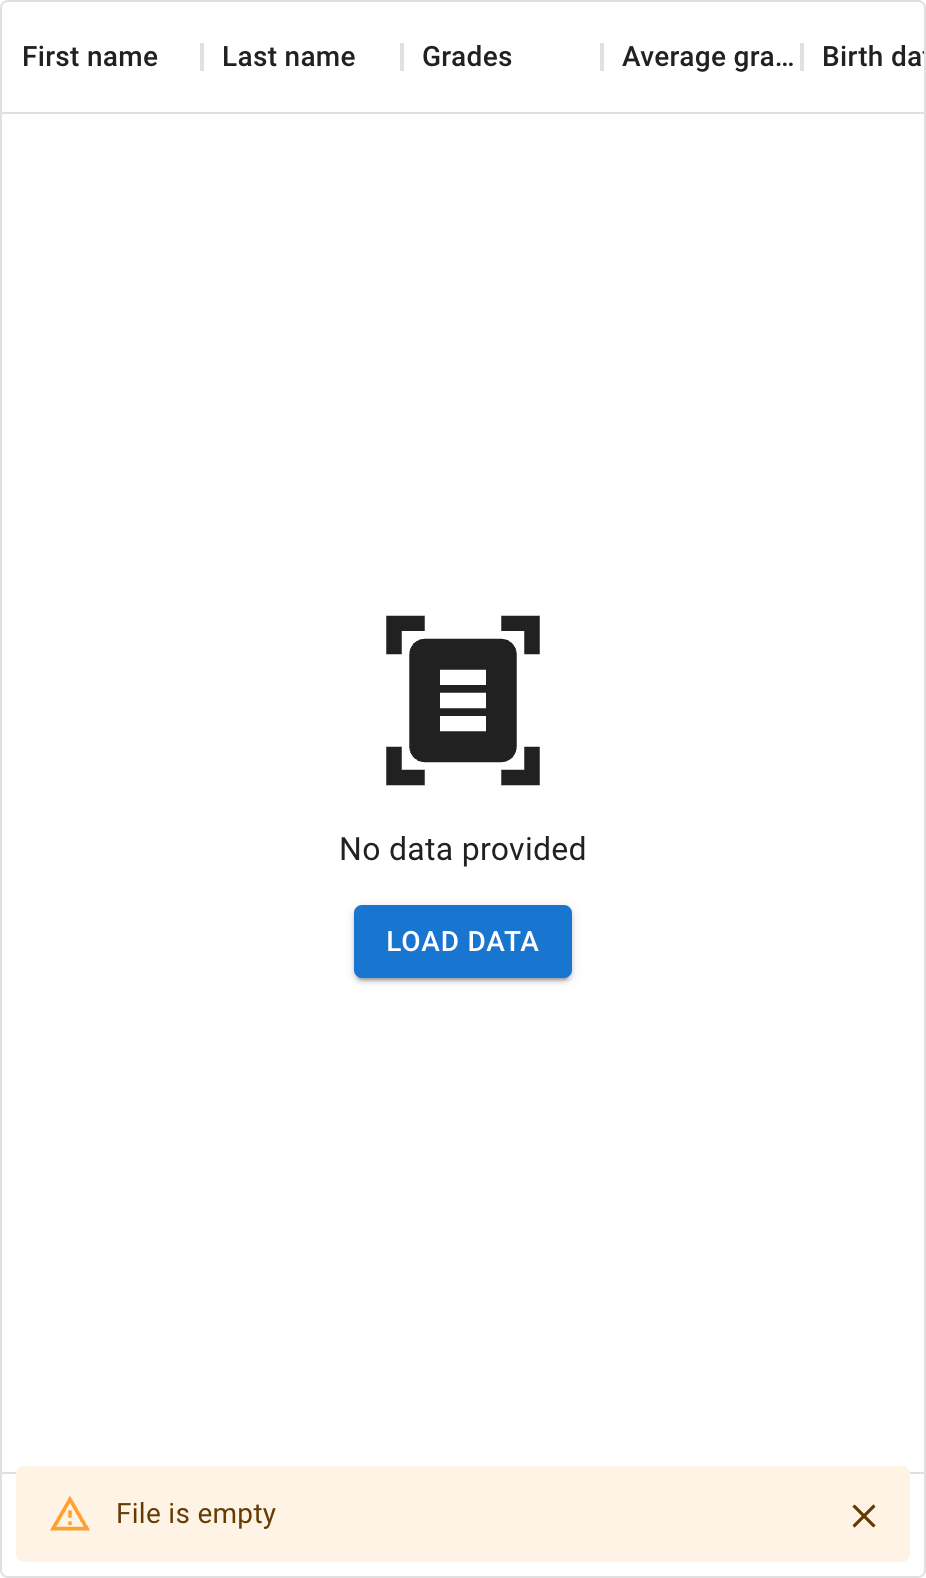 First name Last name Grades Average gra... Birth da
No data provided
LOAD DATA
File is empty